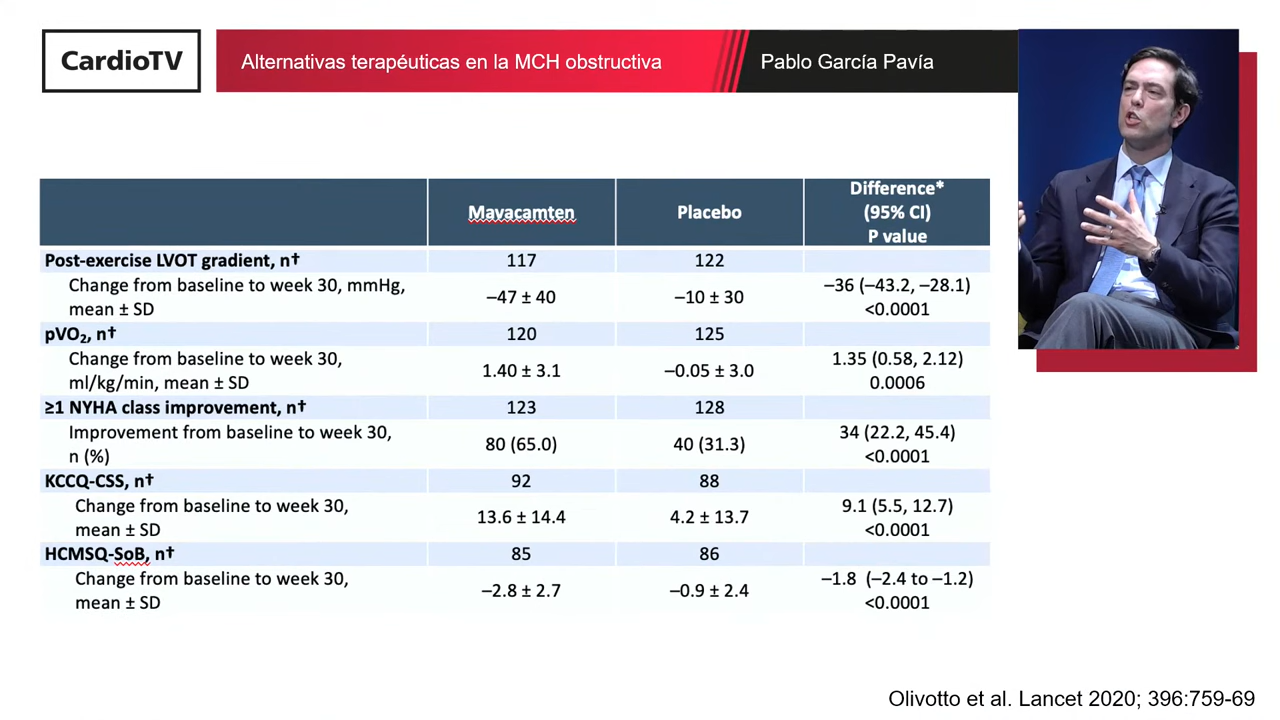 CardioTV
Alternativas terapéuticas en la MCH obstructiva
Pablo García Pavía
Mavacamten
Placebo
Difference*
(95% CI)
P value
Post-exercise LVOT gradient, n†
117
122
Change from baseline to week 30, mmHg,
mean ± SD
–47 ± 40
–10 ± 30
–36 (–43.2, –28.1)
<0.0001
pVO₂, n†
120
125
Change from baseline to week 30,
ml/kg/min, mean ± SD
1.40 ± 3.1
–0.05 ± 3.0
1.35 (0.58, 2.12)
0.0006
≥1 NYHA class improvement, n†
123
128
Improvement from baseline to week 30,
n (%)
80 (65.0)
40 (31.3)
34 (22.2, 45.4)
<0.0001
KCCQ-CSS, n†
92
88
Change from baseline to week 30,
mean ± SD
13.6 ± 14.4
4.2 ± 13.7
9.1 (5.5, 12.7)
<0.0001
HCMSQ-SoB, n†
85
86
Change from baseline to week 30,
mean ± SD
–2.8 ± 2.7
–0.9 ± 2.4
–1.8 (–2.4 to –1.2)
<0.0001
Olivotto et al. Lancet 2020; 396:759-69